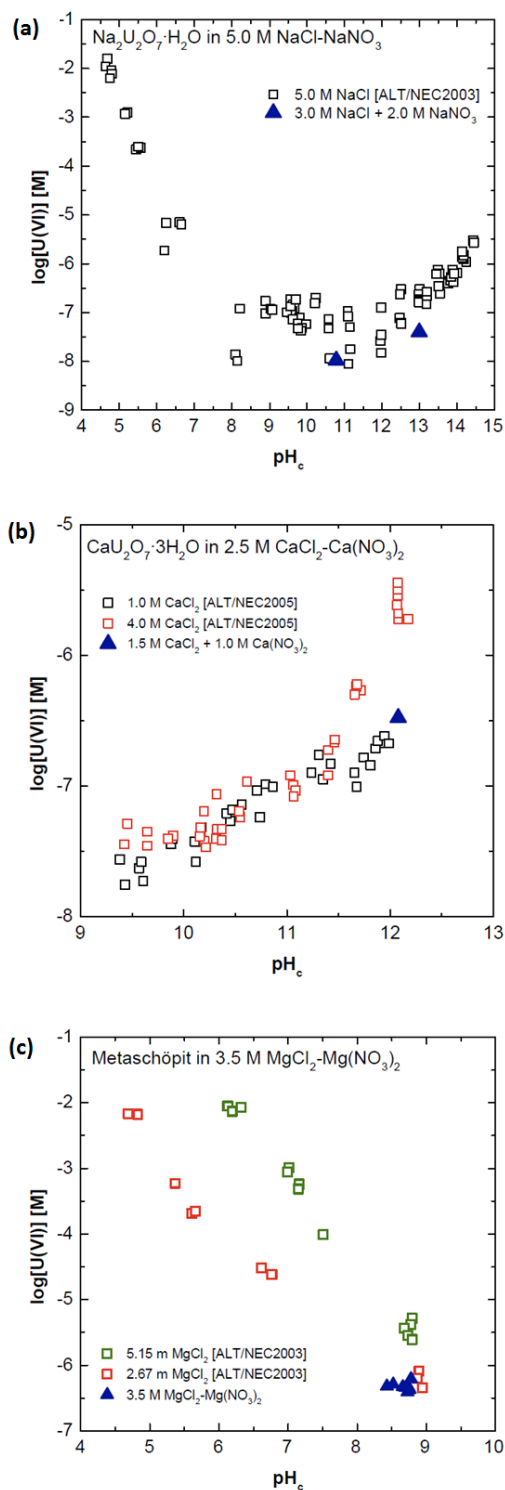 (a)
Na₂U₂O₇·H₂O in 5.0 M NaCl-NaNO₃
5.0 M NaCl [ALT/NEC2003]
3.0 M NaCl + 2.0 M NaNO₃
log[U(VI)] [M]
-1
-2
-3
-4
-5
-6
-7
-8
-9
4 5 6 7 8 9 10 11 12 13 14 15
pH_c
(b)
CaU₂O₇·3H₂O in 2.5 M CaCl₂-Ca(NO₃)₂
1.0 M CaCl₂ [ALT/NEC2005]
4.0 M CaCl₂ [ALT/NEC2005]
1.5 M CaCl₂ + 1.0 M Ca(NO₃)₂
log[U(VI)] [M]
-5
-6
-7
-8
9 10 11 12 13
pH_c
(c)
Metaschöpit in 3.5 M MgCl₂-Mg(NO₃)₂
log[U(VI)] [M]
-1
-2
-3
-4
-5
-6
-7
5.15 m MgCl₂ [ALT/NEC2003]
2.67 m MgCl₂ [ALT/NEC2003]
3.5 M MgCl₂-Mg(NO₃)₂
4 5 6 7 8 9 10
pH_c